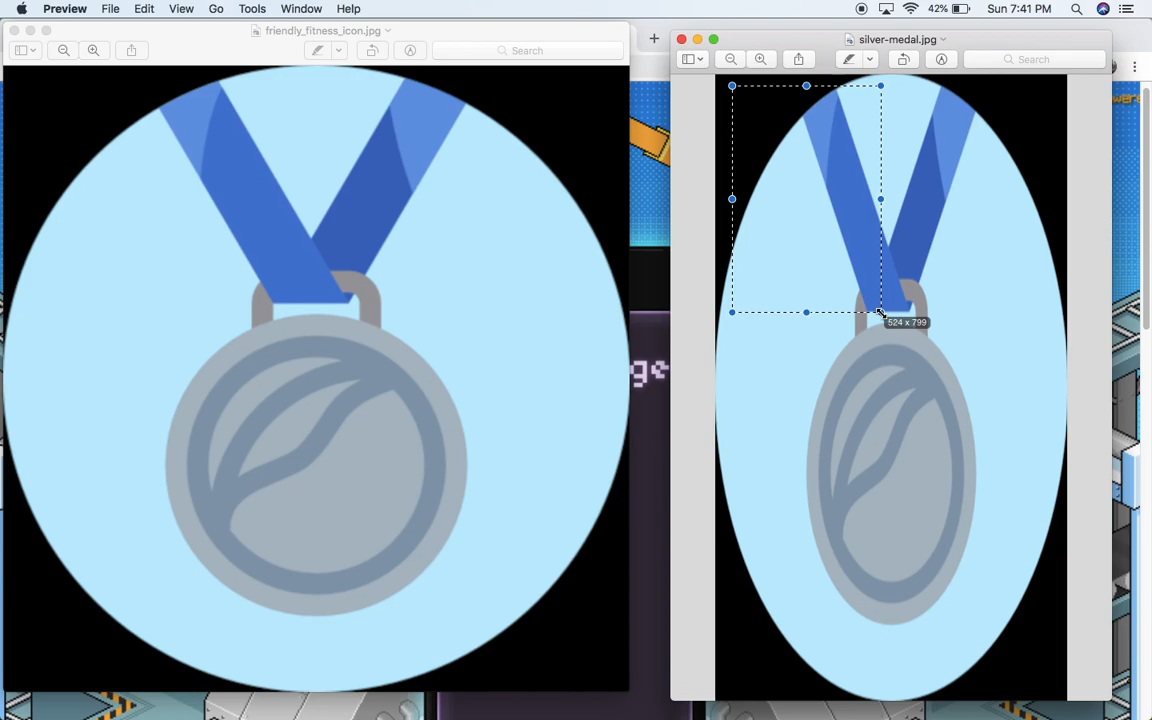 Preview File Edit View Go Tools Window Help 42% Sun 7:41 PM
friendly_fitness_icon.jpg
Search
silver-medal.jpg
Search
524 x 799